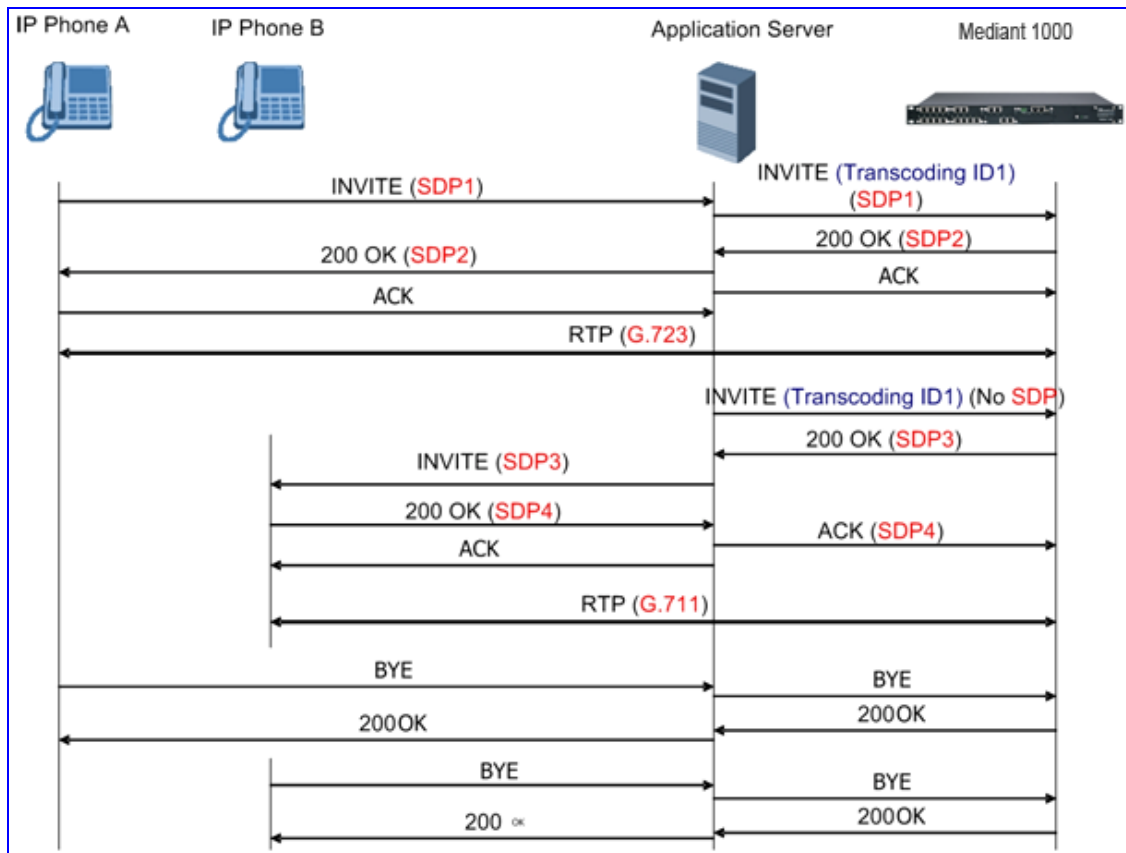 IP Phone A
IP Phone B
Application Server
Mediant 1000
INVITE (SDP1)
INVITE (Transcoding ID1)
(SDP1)
200 OK (SDP2)
200 OK (SDP2)
ACK
ACK
RTP (G.723)
INVITE (Transcoding ID1) (No SDP)
200 OK (SDP3)
INVITE (SDP3)
200 OK (SDP4)
ACK (SDP4)
ACK
RTP (G.711)
BYE
BYE
200OK
200OK
BYE
BYE
200OK
200 OK